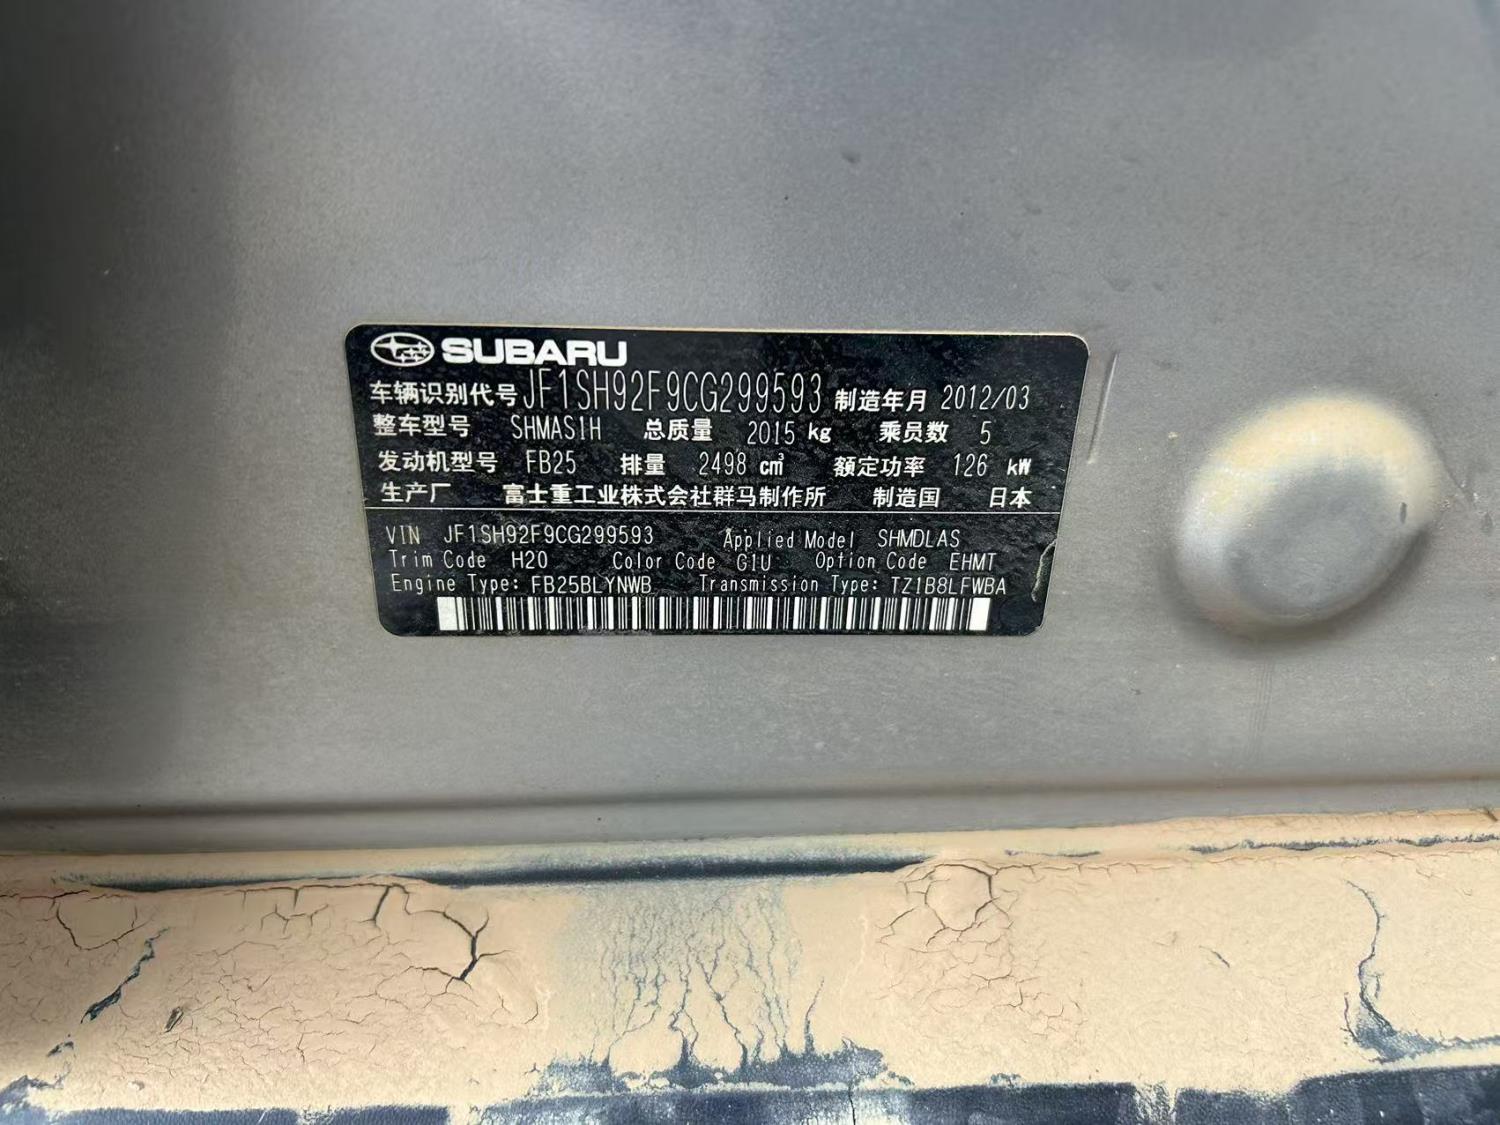 SUBARU
车辆识别代号 JF1SH92F9CG299593 制造年月 2012/03
整车型号 SHMAS1H 总质量 2015 kg 乘员数 5
发动机型号 FB25 排量 2498 cm³ 额定功率 126 kW
生产厂 富士重工业株式会社群马制作所 制造国 日本
VIN JF1SH92F9CG299593 Applied Model SHMDLAS
Trim Code H20 Color Code G1U Option Code EHMT
Engine Type: FB25BLYNWB Transmission Type: TZ1B8LFWBA